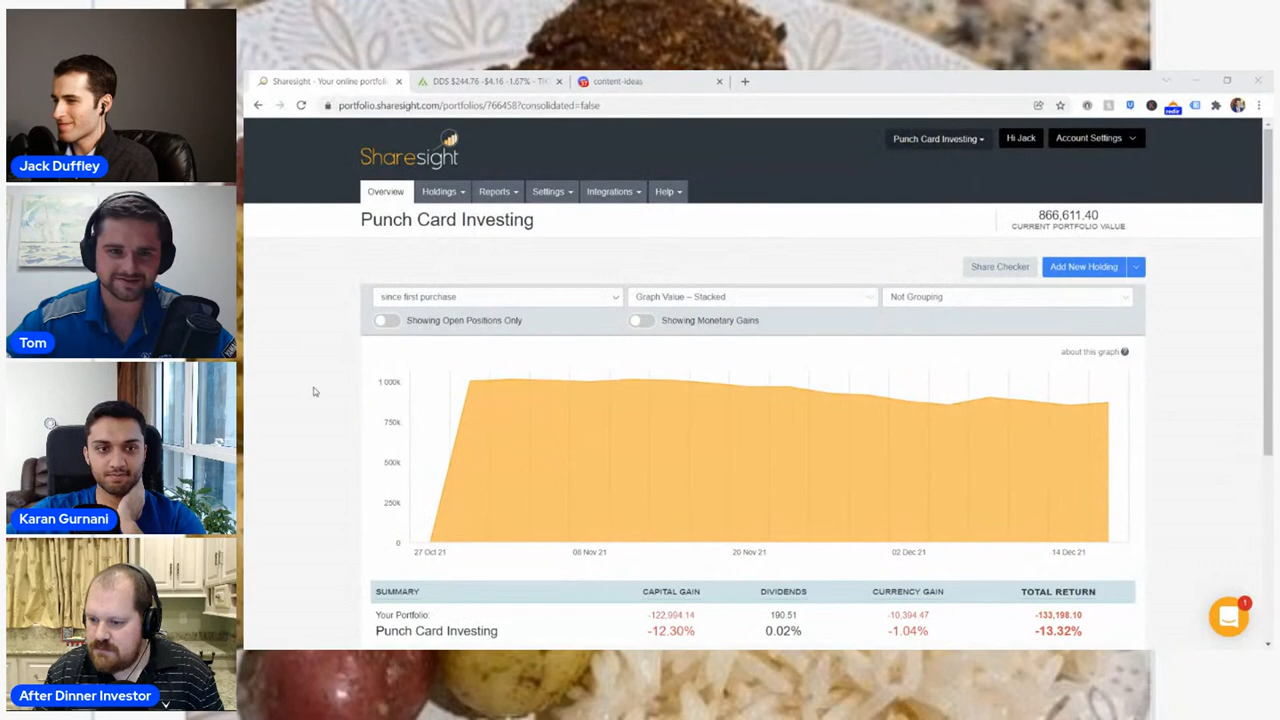 Jack Duffley
Tom
Karan Gurnani
After Dinner Investor
Sharesight - Your online portfoli
DDS $244.76 -$4.16 -1.67%
content-ideas
portfolio.sharesight.com/portfolios/766458?consolidated=false
Sharesight
Punch Card Investing
Hi Jack
Account Settings
Overview
Holdings
Reports
Settings
Integrations
Help
Punch Card Investing
866,611.40
CURRENT PORTFOLIO VALUE
Share Checker
Add New Holding
since first purchase
Graph Value – Stacked
Not Grouping
Showing Open Positions Only
Showing Monetary Gains
about this graph
1 000k
750k
500k
250k
0
27 Oct 21
08 Nov 21
20 Nov 21
02 Dec 21
14 Dec 21
SUMMARY CAPITAL GAIN DIVIDENDS CURRENCY GAIN TOTAL RETURN
Your Portfolio: -122,994.14 190.51 -10,394.47 -133,198.10
Punch Card Investing -12.30% 0.02% -1.04% -13.32%
1